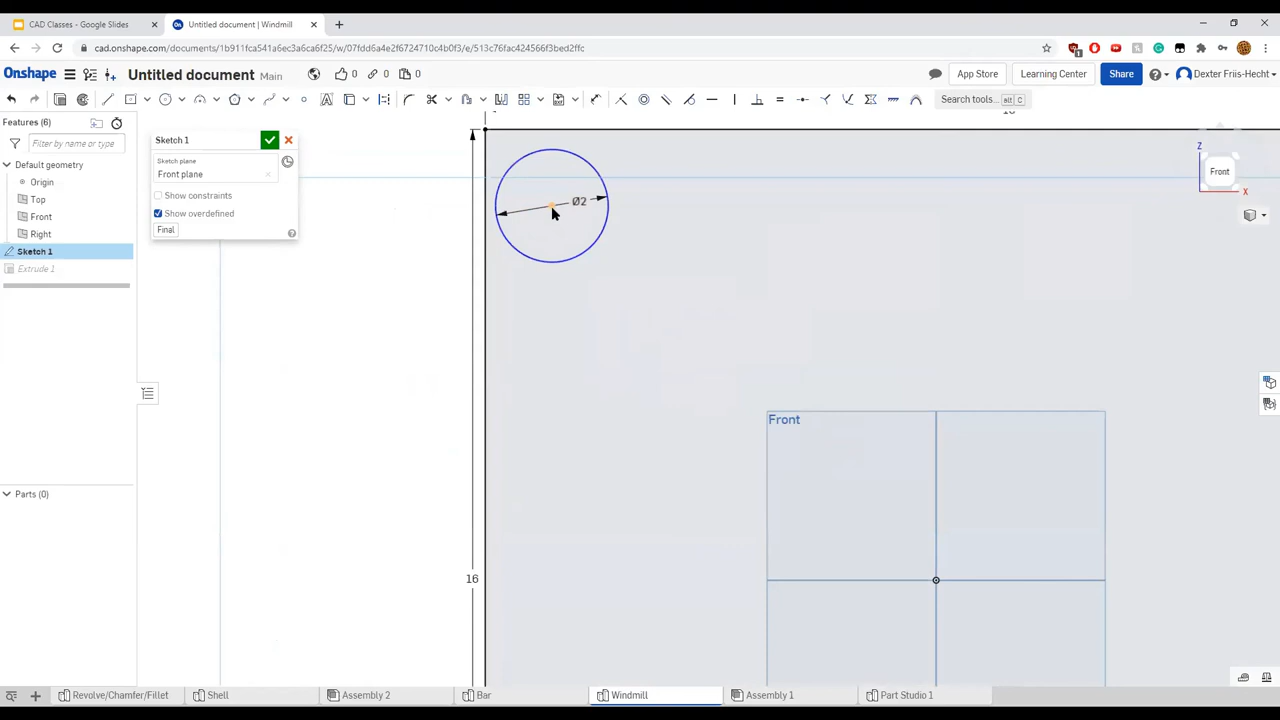 CAD Classes - Google Slides
Untitled document | Windmill
cad.onshape.com/documents/1b911fca541a6ec3a6ca6f25/w/07fdd6a4e2f6724710c4b0f3/e/513c76fac424566f3bed2ffc
Onshape
Untitled document Main
0
0
0
App Store
Learning Center
Share
Dexter Friis-Hecht
Search tools... alt C
Features (6)
Filter by name or type
Default geometry
Origin
Top
Front
Right
Sketch 1
Extrude 1
Parts (0)
Sketch 1
Sketch plane
Front plane
Show constraints
Show overdefined
Final
Ø2
16
Front
Z
Front
X
Revolve/Chamfer/Fillet
Shell
Assembly 2
Bar
Windmill
Assembly 1
Part Studio 1